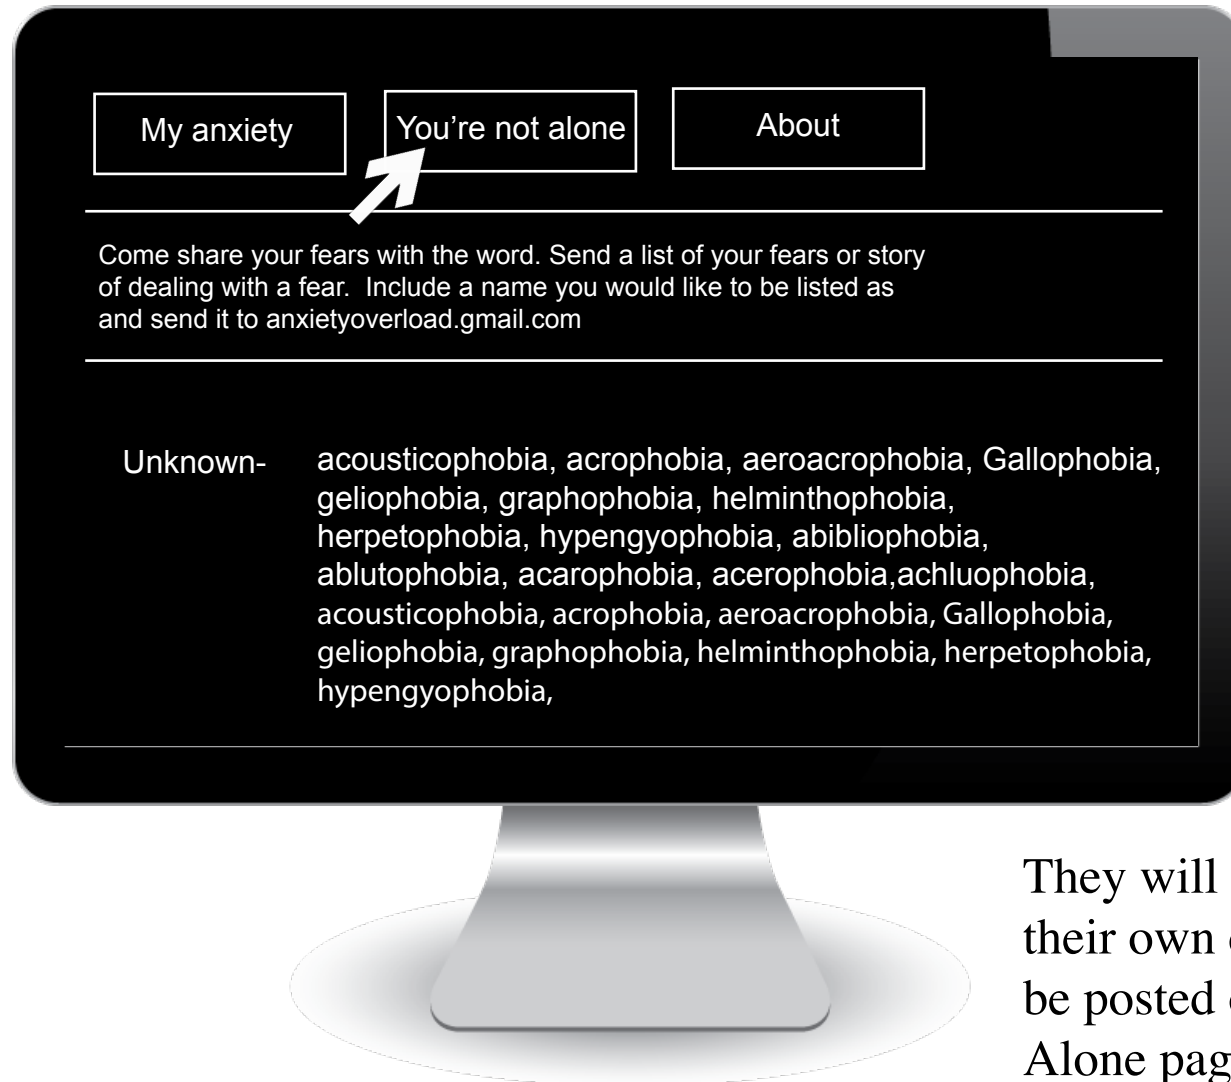 My anxiety
You're not alone
About
Come share your fears with the word. Send a list of your fears or story
of dealing with a fear.  Include a name you would like to be listed as
and send it to anxietyoverload.gmail.com
Unknown-
acousticophobia, acrophobia, aeroacrophobia, Gallophobia,
geliophobia, graphophobia, helminthophobia,
herpetophobia, hypengyophobia, abibliophobia,
ablutophobia, acarophobia, acerophobia,achluophobia,
acousticophobia, acrophobia, aeroacrophobia, Gallophobia,
geliophobia, graphophobia, helminthophobia, herpetophobia,
hypengyophobia,
They will
their own
be posted
Alone